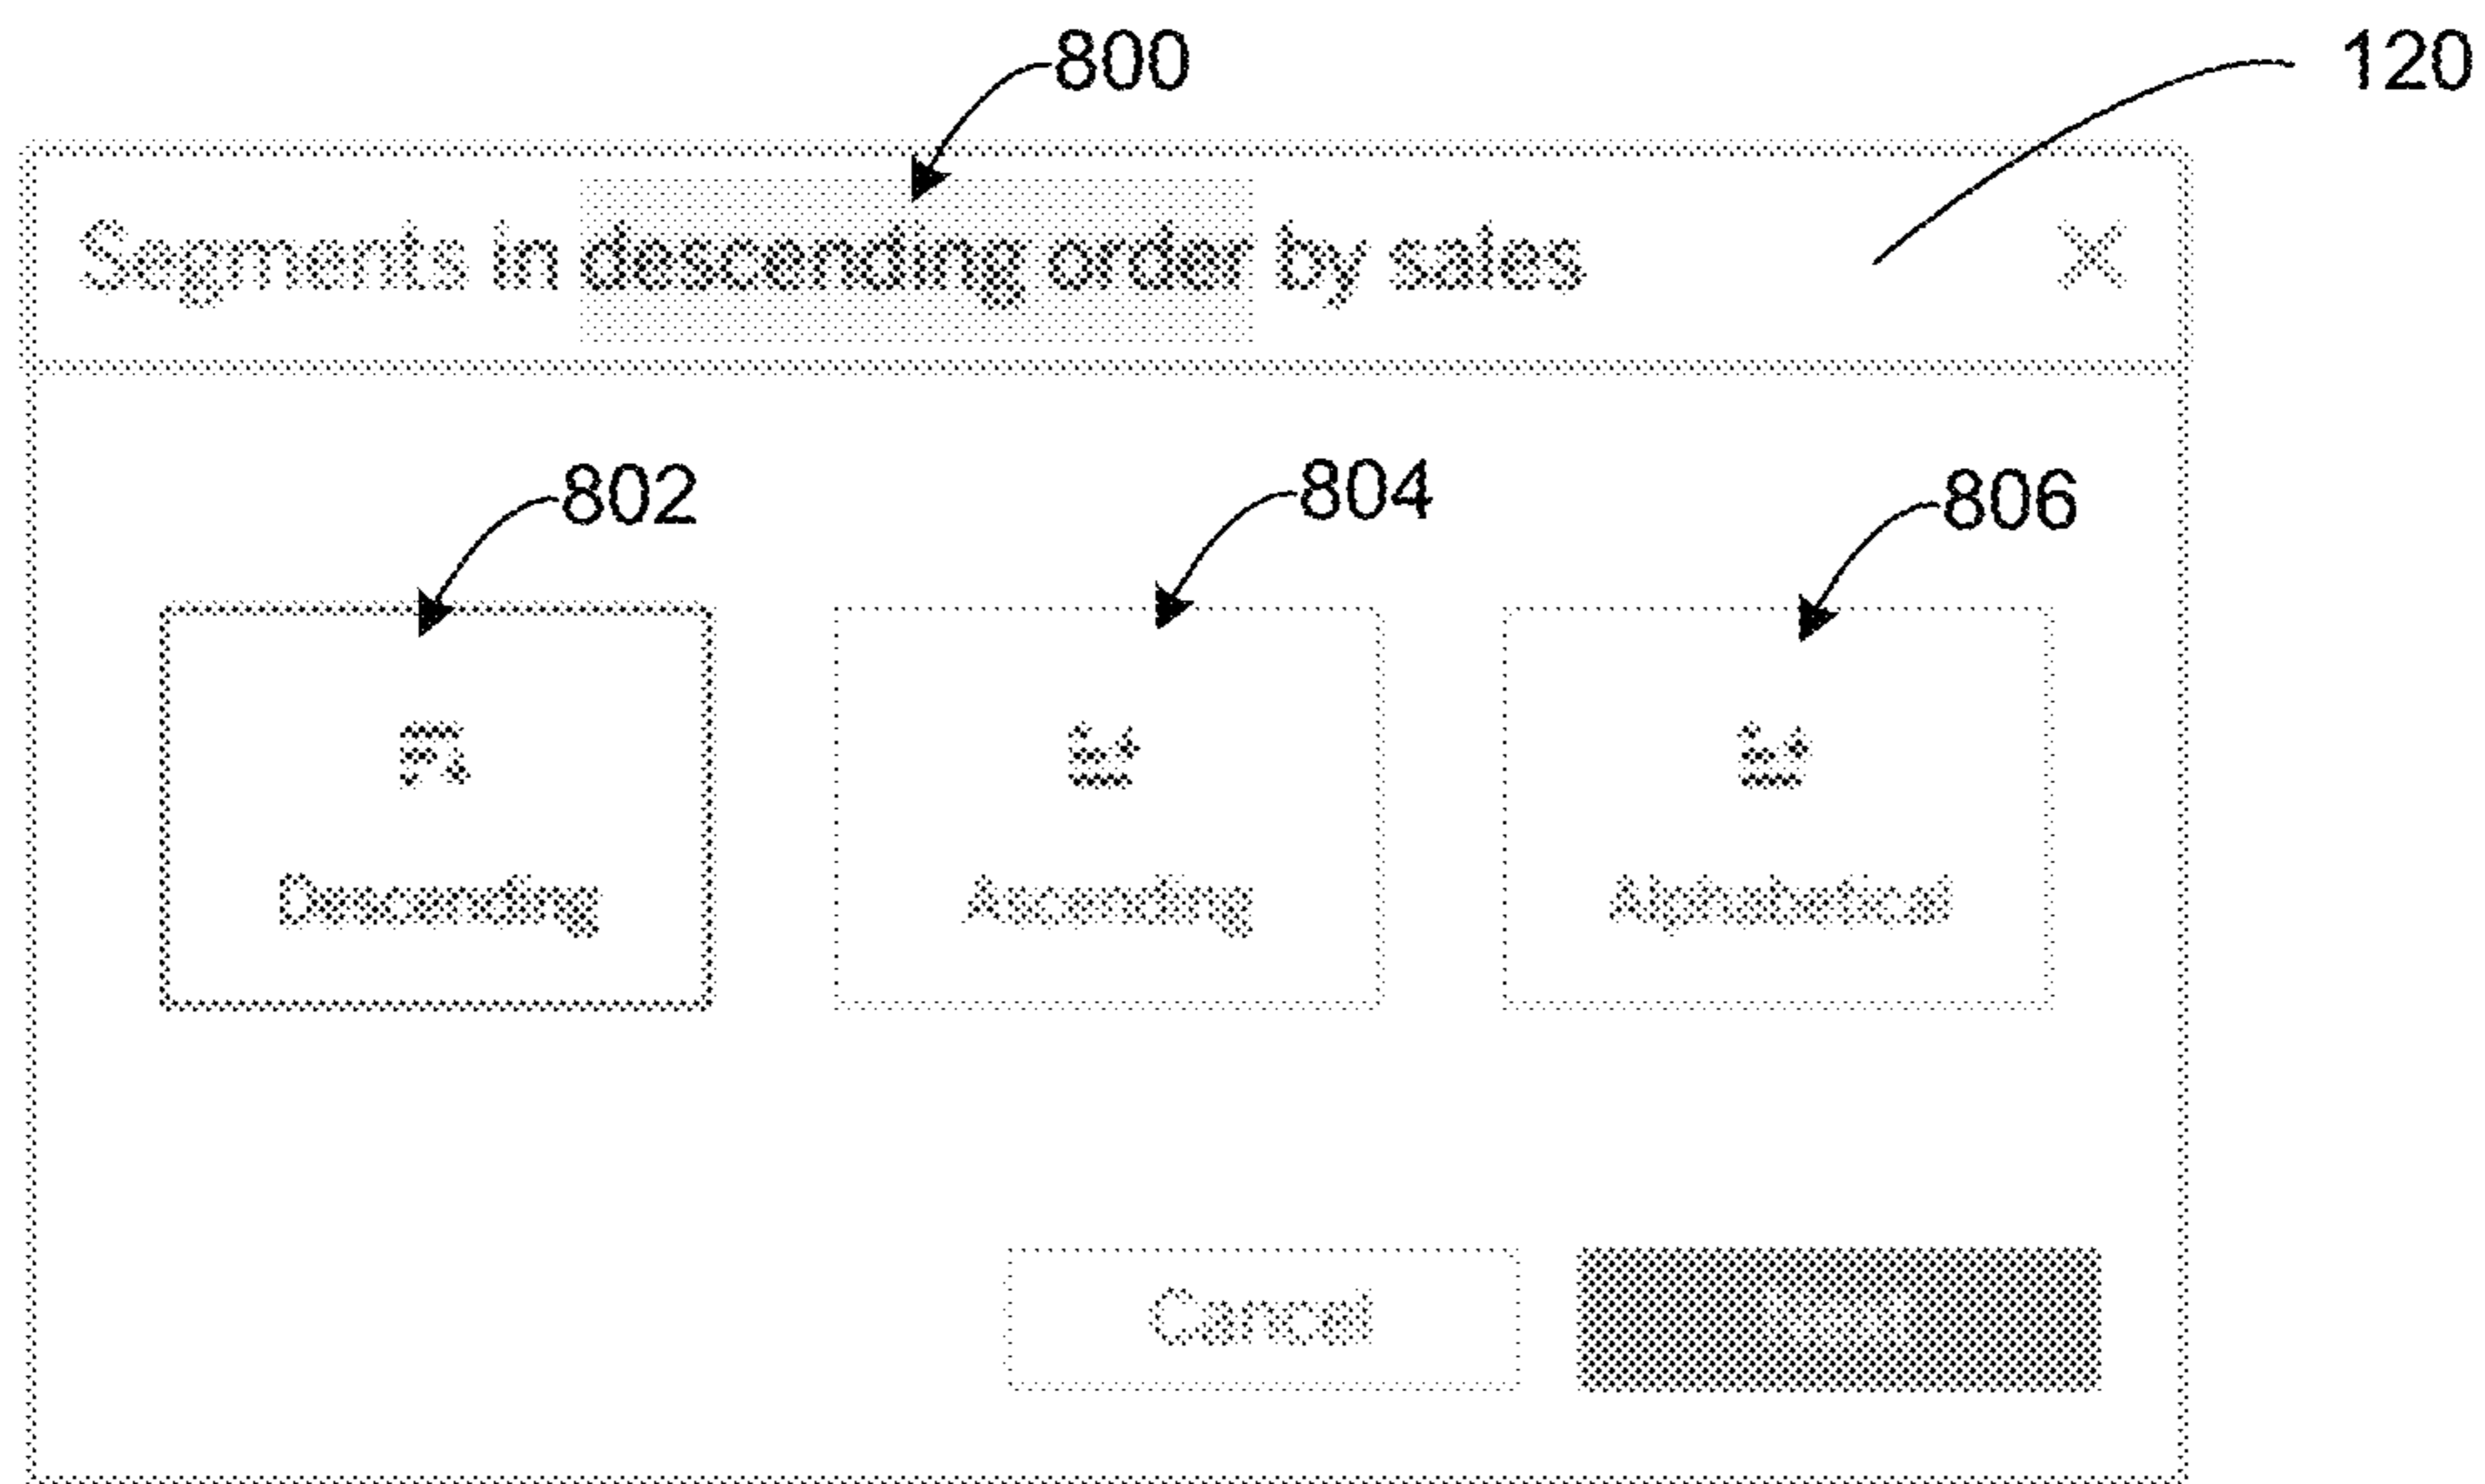 800
120
Segments in descending order by sales
802
804
806
Descending
Ascending
Alphabetical
Cancel